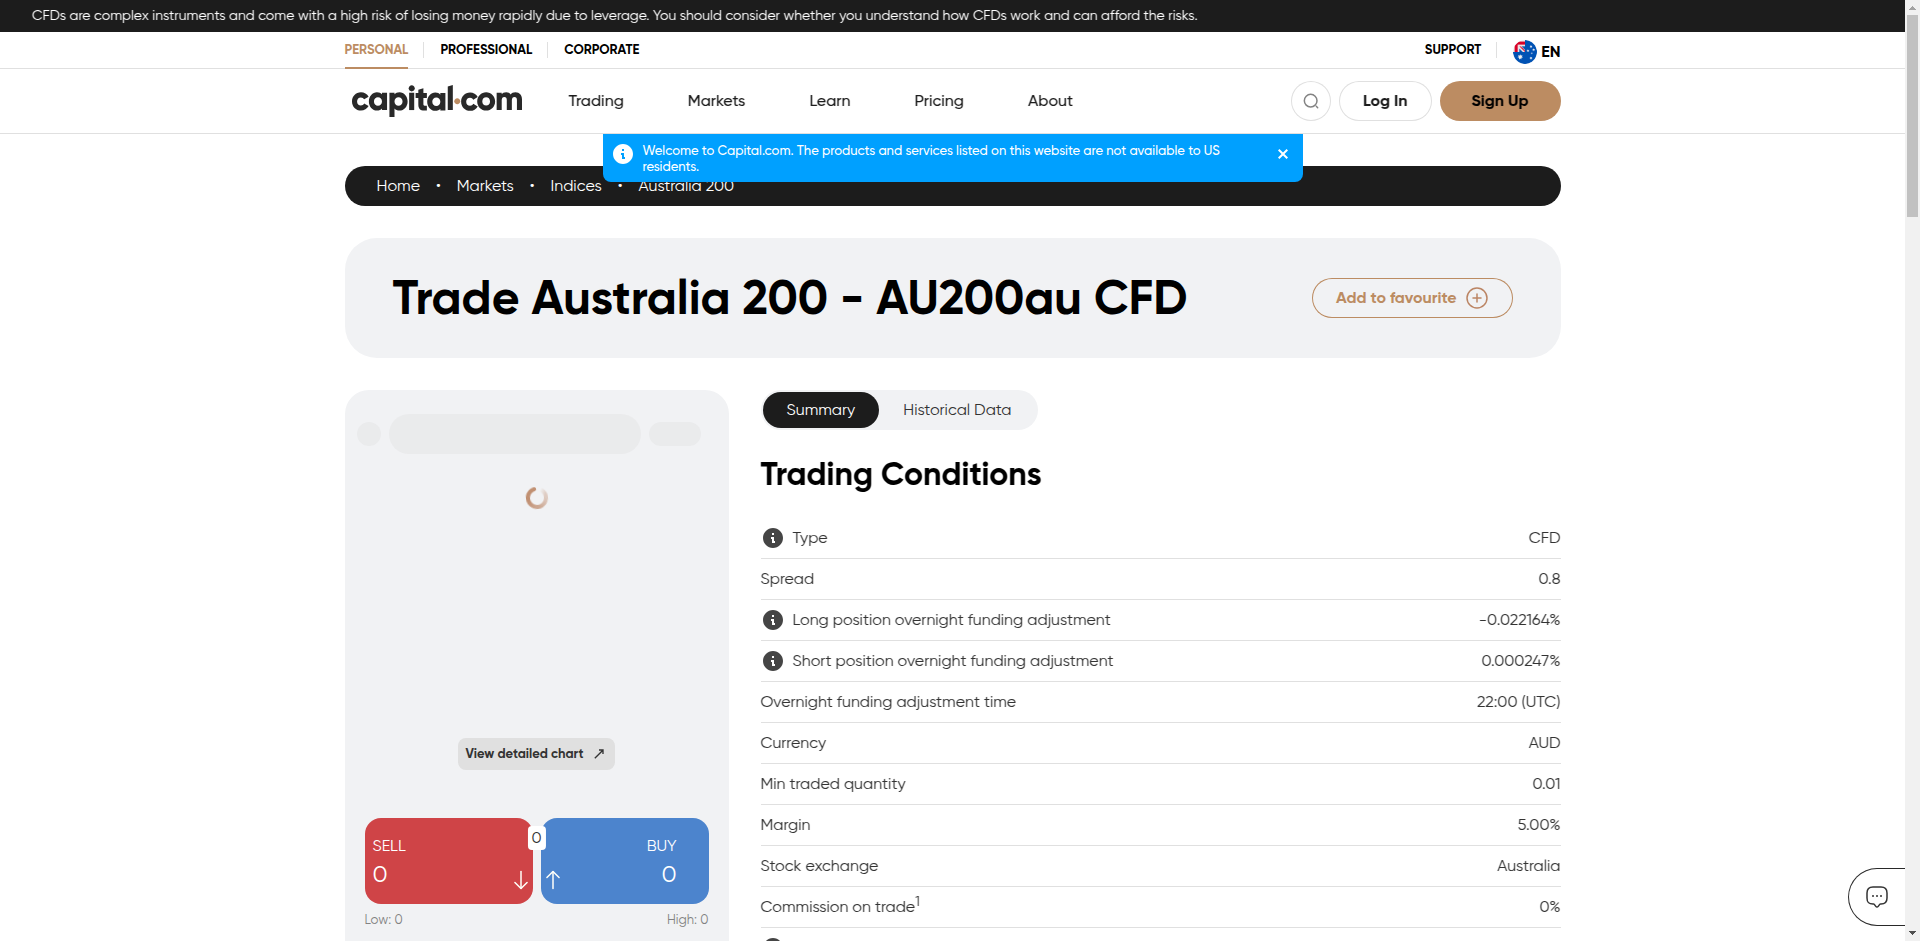 CFDs are complex instruments and come with a high risk of losing money rapidly due to leverage. You should consider whether you understand how CFDs work and can afford the risks.
PERSONAL PROFESSIONAL CORPORATE SUPPORT EN
capital.com Trading Markets Learn Pricing About Log In Sign Up
Welcome to Capital.com. The products and services listed on this website are not available to US
residents.
Home • Markets • Indices • Australia 200
Trade Australia 200 - AU200au CFD
Add to favourite
Summary Historical Data
Trading Conditions
Type CFD
Spread 0.8
Long position overnight funding adjustment -0.022164%
Short position overnight funding adjustment 0.000247%
Overnight funding adjustment time 22:00 (UTC)
Currency AUD
Min traded quantity 0.01
Margin 5.00%
Stock exchange Australia
Commission on trade1 0%
View detailed chart
SELL 0 BUY
0 0
Low: 0 High: 0